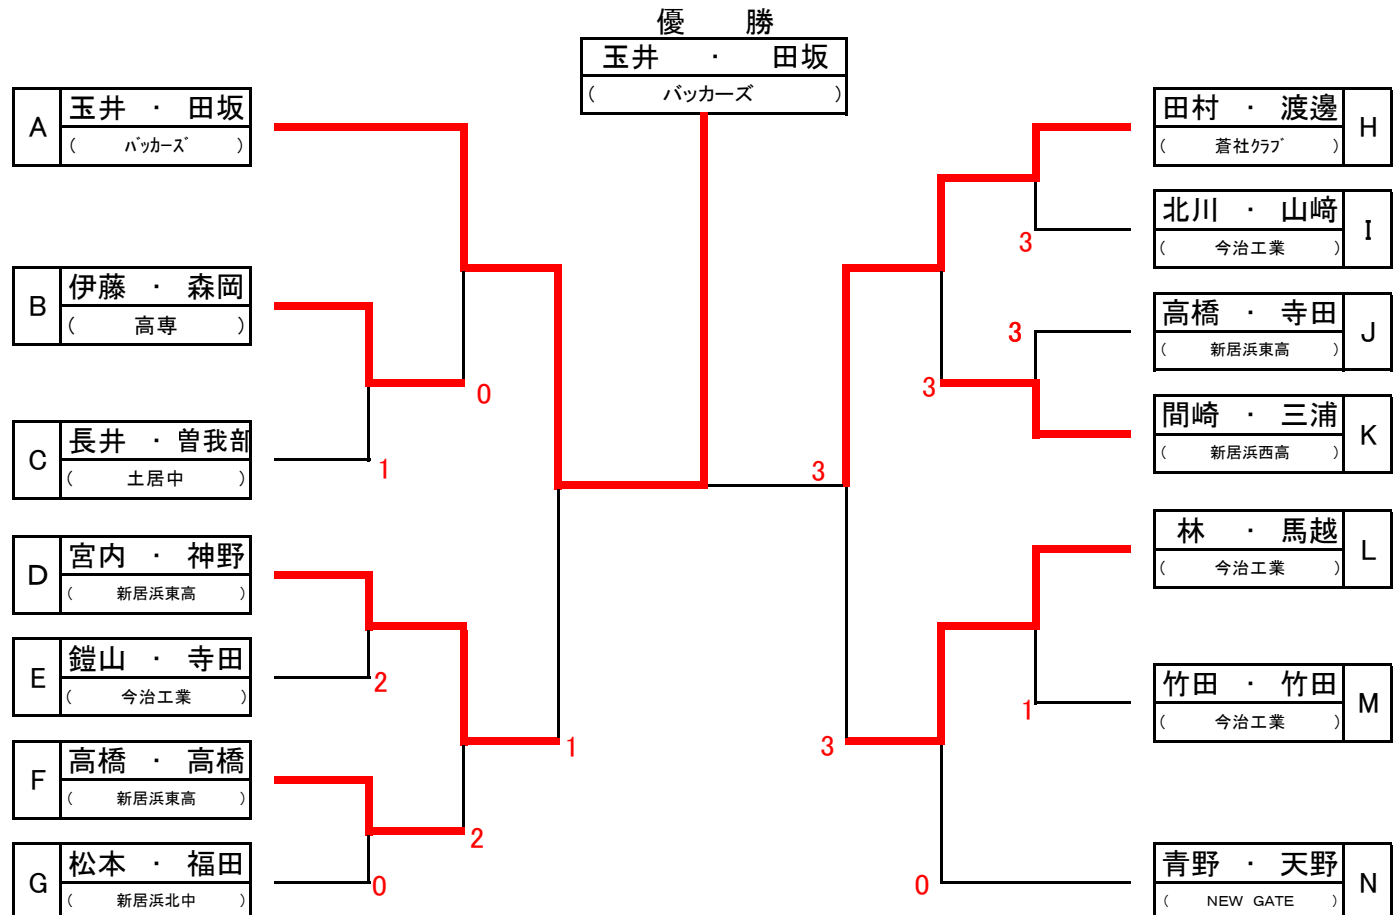 優 勝
玉井 ・ 田坂
( バッカーズ )
A 玉井 ・ 田坂
( バッカーズ )
B 伊藤 ・ 森岡
( 高専 )
C 長井 ・ 曽我部
( 土居中 )
D 宮内 ・ 神野
( 新居浜東高 )
E 鎧山 ・ 寺田
( 今治工業 )
F 高橋 ・ 高橋
( 新居浜東高 )
G 松本 ・ 福田
( 新居浜北中 )
0
1
2
1
2
0
田村 ・ 渡邊 H
( 蒼社クラブ )
北川 ・ 山﨑 I
( 今治工業 )
高橋 ・ 寺田 J
( 新居浜東高 )
間崎 ・ 三浦 K
( 新居浜西高 )
林 ・ 馬越 L
( 今治工業 )
竹田 ・ 竹田 M
( 今治工業 )
青野 ・ 天野 N
( NEW GATE )
3
3
3
3
1
3
0